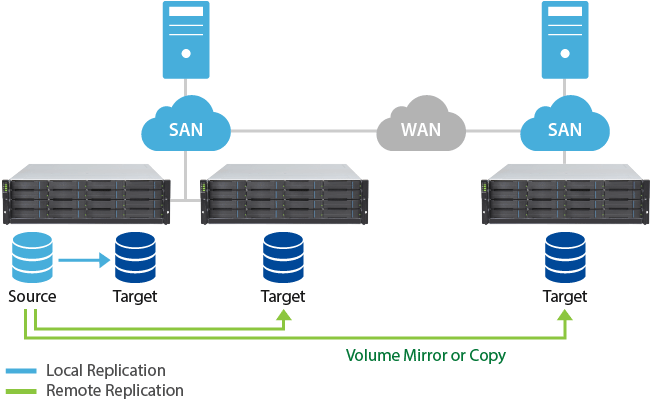 SAN
WAN
SAN
Source
Target
Target
Target
Volume Mirror or Copy
Local Replication
Remote Replication